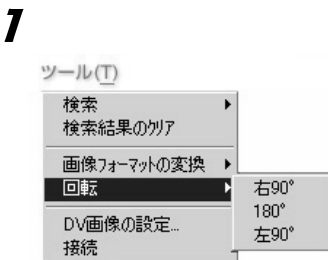 1
ツール(T)
検索
検索結果のクリア
画像フォーマットの変換
回転
右90°
180°
左90°
DV画像の設定...
接続